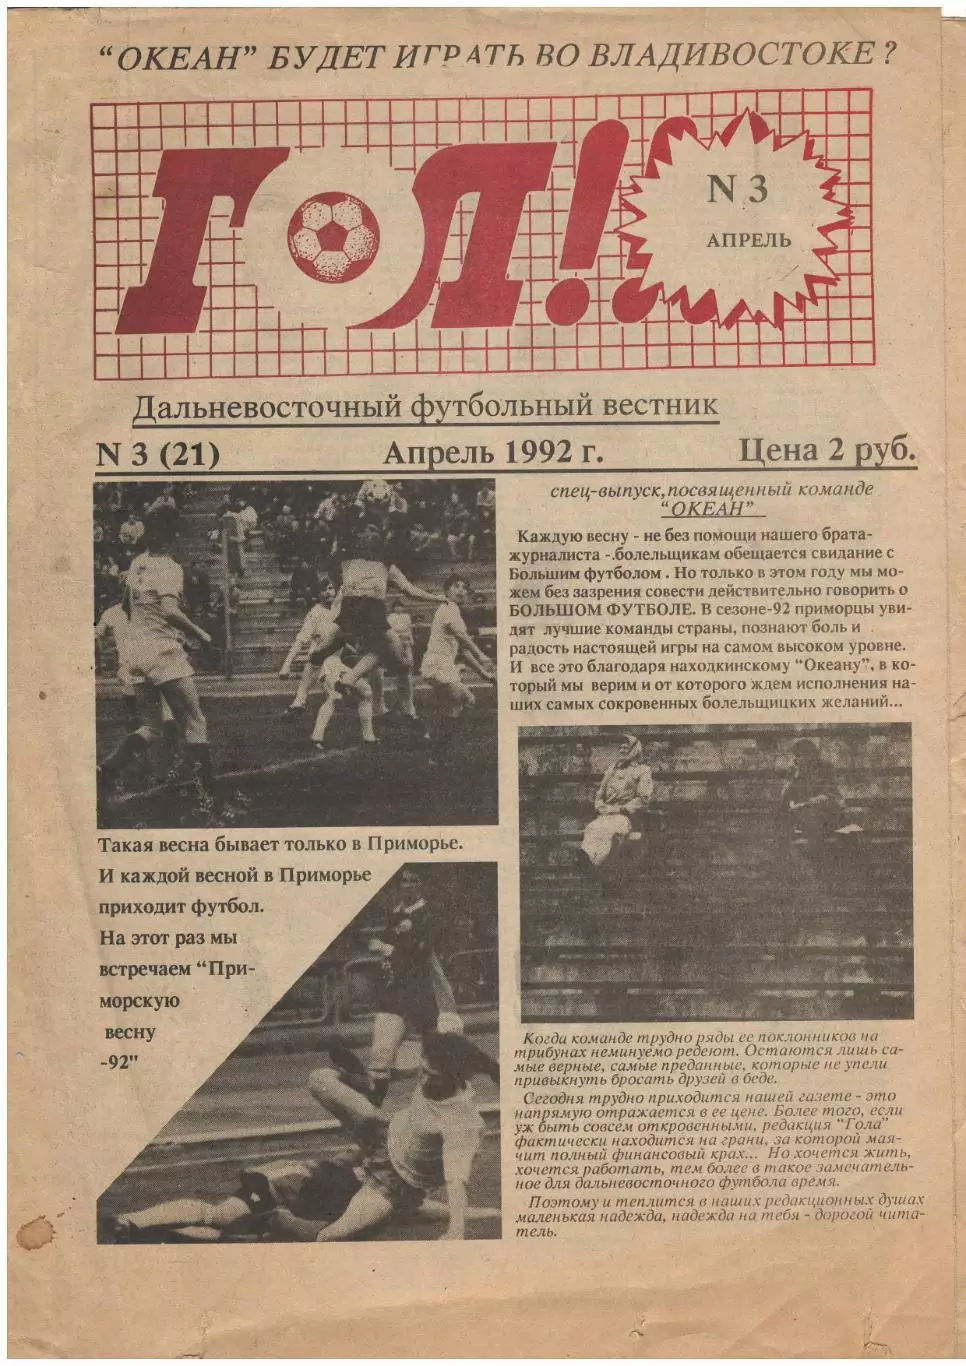 “ОКЕАН” БУДЕТ ИГРАТЬ ВО ВЛАДИВОСТОКЕ ?
ГОЛ!
N 3
АПРЕЛЬ
Дальневосточный футбольный вестник
N 3 (21) Апрель 1992 г. Цена 2 руб.
Такая весна бывает только в Приморье.
И каждой весной в Приморье
приходит футбол.
На этот раз мы
встречаем “При-
морскую
весну
-92"
спец-выпуск, посвященный команде
“ОКЕАН”
Каждую весну - не без помощи нашего брата-
журналиста -.болельщикам обещается свидание с
Большим футболом . Но только в этом году мы мо-
жем без зазрения совести действительно говорить о
БОЛЬШОМ ФУТБОЛЕ. В сезоне-92 приморцы уви-
дят лучшие команды страны, познают боль и
радость настоящей игры на самом высоком уровне.
И все это благодаря находкинскому “Океану”, в ко-
торый мы верим и от которого ждем исполнения на-
ших самых сокровенных болельщицких желаний...
Когда команде трудно ряды ее поклонников на
трибунах неминуемо редеют. Остаются лишь са-
мые верные, самые преданные, которые не упели
привыкнуть бросать друзей в беде.
Сегодня трудно приходится нашей газете - это
напрямую отражается в ее цене. Более того, если
уж быть совсем откровенными, редакция "Гола"
фактически находится на грани, за которой мая-
чит полный финансовый крах... Но хочется жить,
хочется работать, тем более в такое замечатель-
ное для дальневосточного футбола время.
Поэтому и теплится в наших редакционных душах
маленькая надежда, надежда на тебя - дорогой чита-
тель.